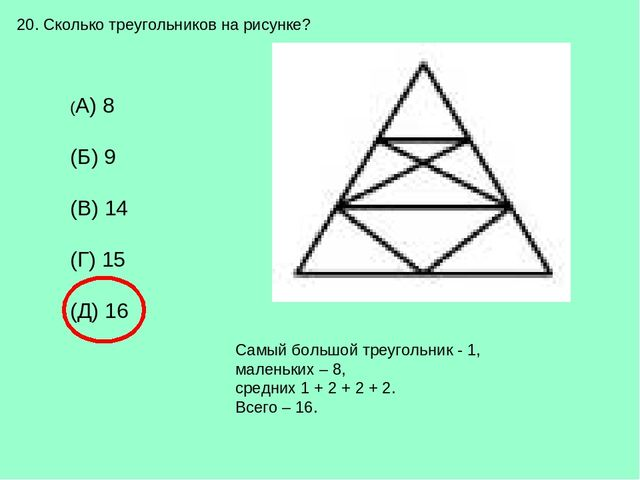 20. Сколько треугольников на рисунке?
(А) 8
(Б) 9
(В) 14
(Г) 15
(Д) 16
Самый большой треугольник - 1,
маленьких – 8,
средних 1 + 2 + 2 + 2.
Всего – 16.